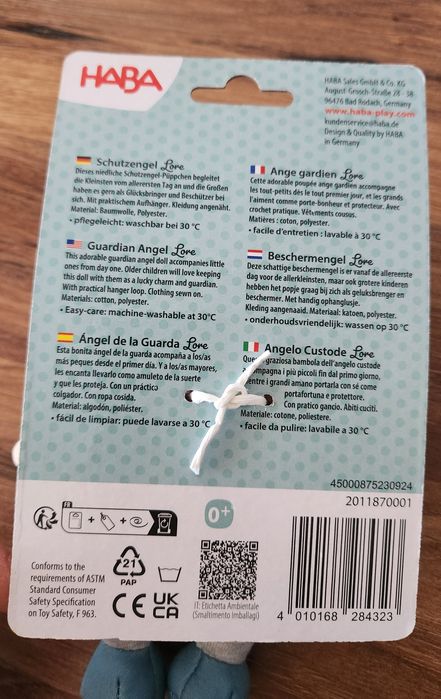 HABA
HABA Sales GmbH & Co. KG
August-Grosch-Straße 28 - 38
96476 Bad Rodach, Germany
www.haba-play.com
kundenservice@haba.de
Design & Quality by HABA
in Germany
Schutzengel Lore
Dieses niedliche Schutzengel-Püppchen begleitet
die Kleinsten vom allerersten Tag an und die Großen
haben es gern als Glücksbringer und Beschützer bei
sich. Mit praktischem Aufhänger. Kleidung angenäht.
Material: Baumwolle, Polyester.
• pflegeleicht: waschbar bei 30 °C
Ange gardien Lore
Cette adorable poupée ange gardien accompagne
les tout-petits dès le tout premier jour, et les grands
l'aiment comme porte-bonheur et protecteur. Avec
crochet pratique. Vêtements cousus.
Matières : coton, polyester.
• facile d'entretien : lavable à 30 °C
Guardian Angel Lore
This adorable guardian angel doll accompanies little
ones from day one. Older children will love keeping
this doll with them as a lucky charm and guardian.
With practical hanger loop. Clothing sewn on.
Materials: cotton, polyester.
• Easy-care: machine-washable at 30°C
Beschermengel Lore
Deze schattige beschermengel is er vanaf de allereerste
dag voor de allerkleinsten, maar ook grotere kinderen
hebben het popje graag bij zich als geluksbrenger en
beschermer. Met handig ophanglusje.
Kleding aangenaaid. Materiaal: katoen, polyester.
• onderhoudsvriendelijk: wassen op 30 °C
Ángel de la Guarda Lore
Esta bonita ángel de la guarda acompaña a los/as
más peques desde el primer día. Y a los/as mayores,
les encanta llevarlo como amuleto de la suerte
y que les proteja. Con un práctico
colgador. Con ropa cosida.
Material: algodón, poliéster.
• fácil de limpiar: puede lavarse a 30 °C
Angelo Custode Lore
graziosa bambola dell'angelo custode
i più piccoli fin dal primo giorno,
i grandi amano portarla con sé come
portafortuna e protettore.
Con pratico gancio. Abiti cuciti.
Materiale: cotone, poliestere.
• facile da pulire: lavabile a 30 °C
45000875230924
2011870001
FR
+
+
0+
Conforms to the
requirements of ASTM
Standard Consumer
Safety Specification
on Toy Safety, F 963.
21
PAP
CE UK
CA
IT: Etichetta Ambientale
(Smaltimento Imballagi)
4 010168 284323